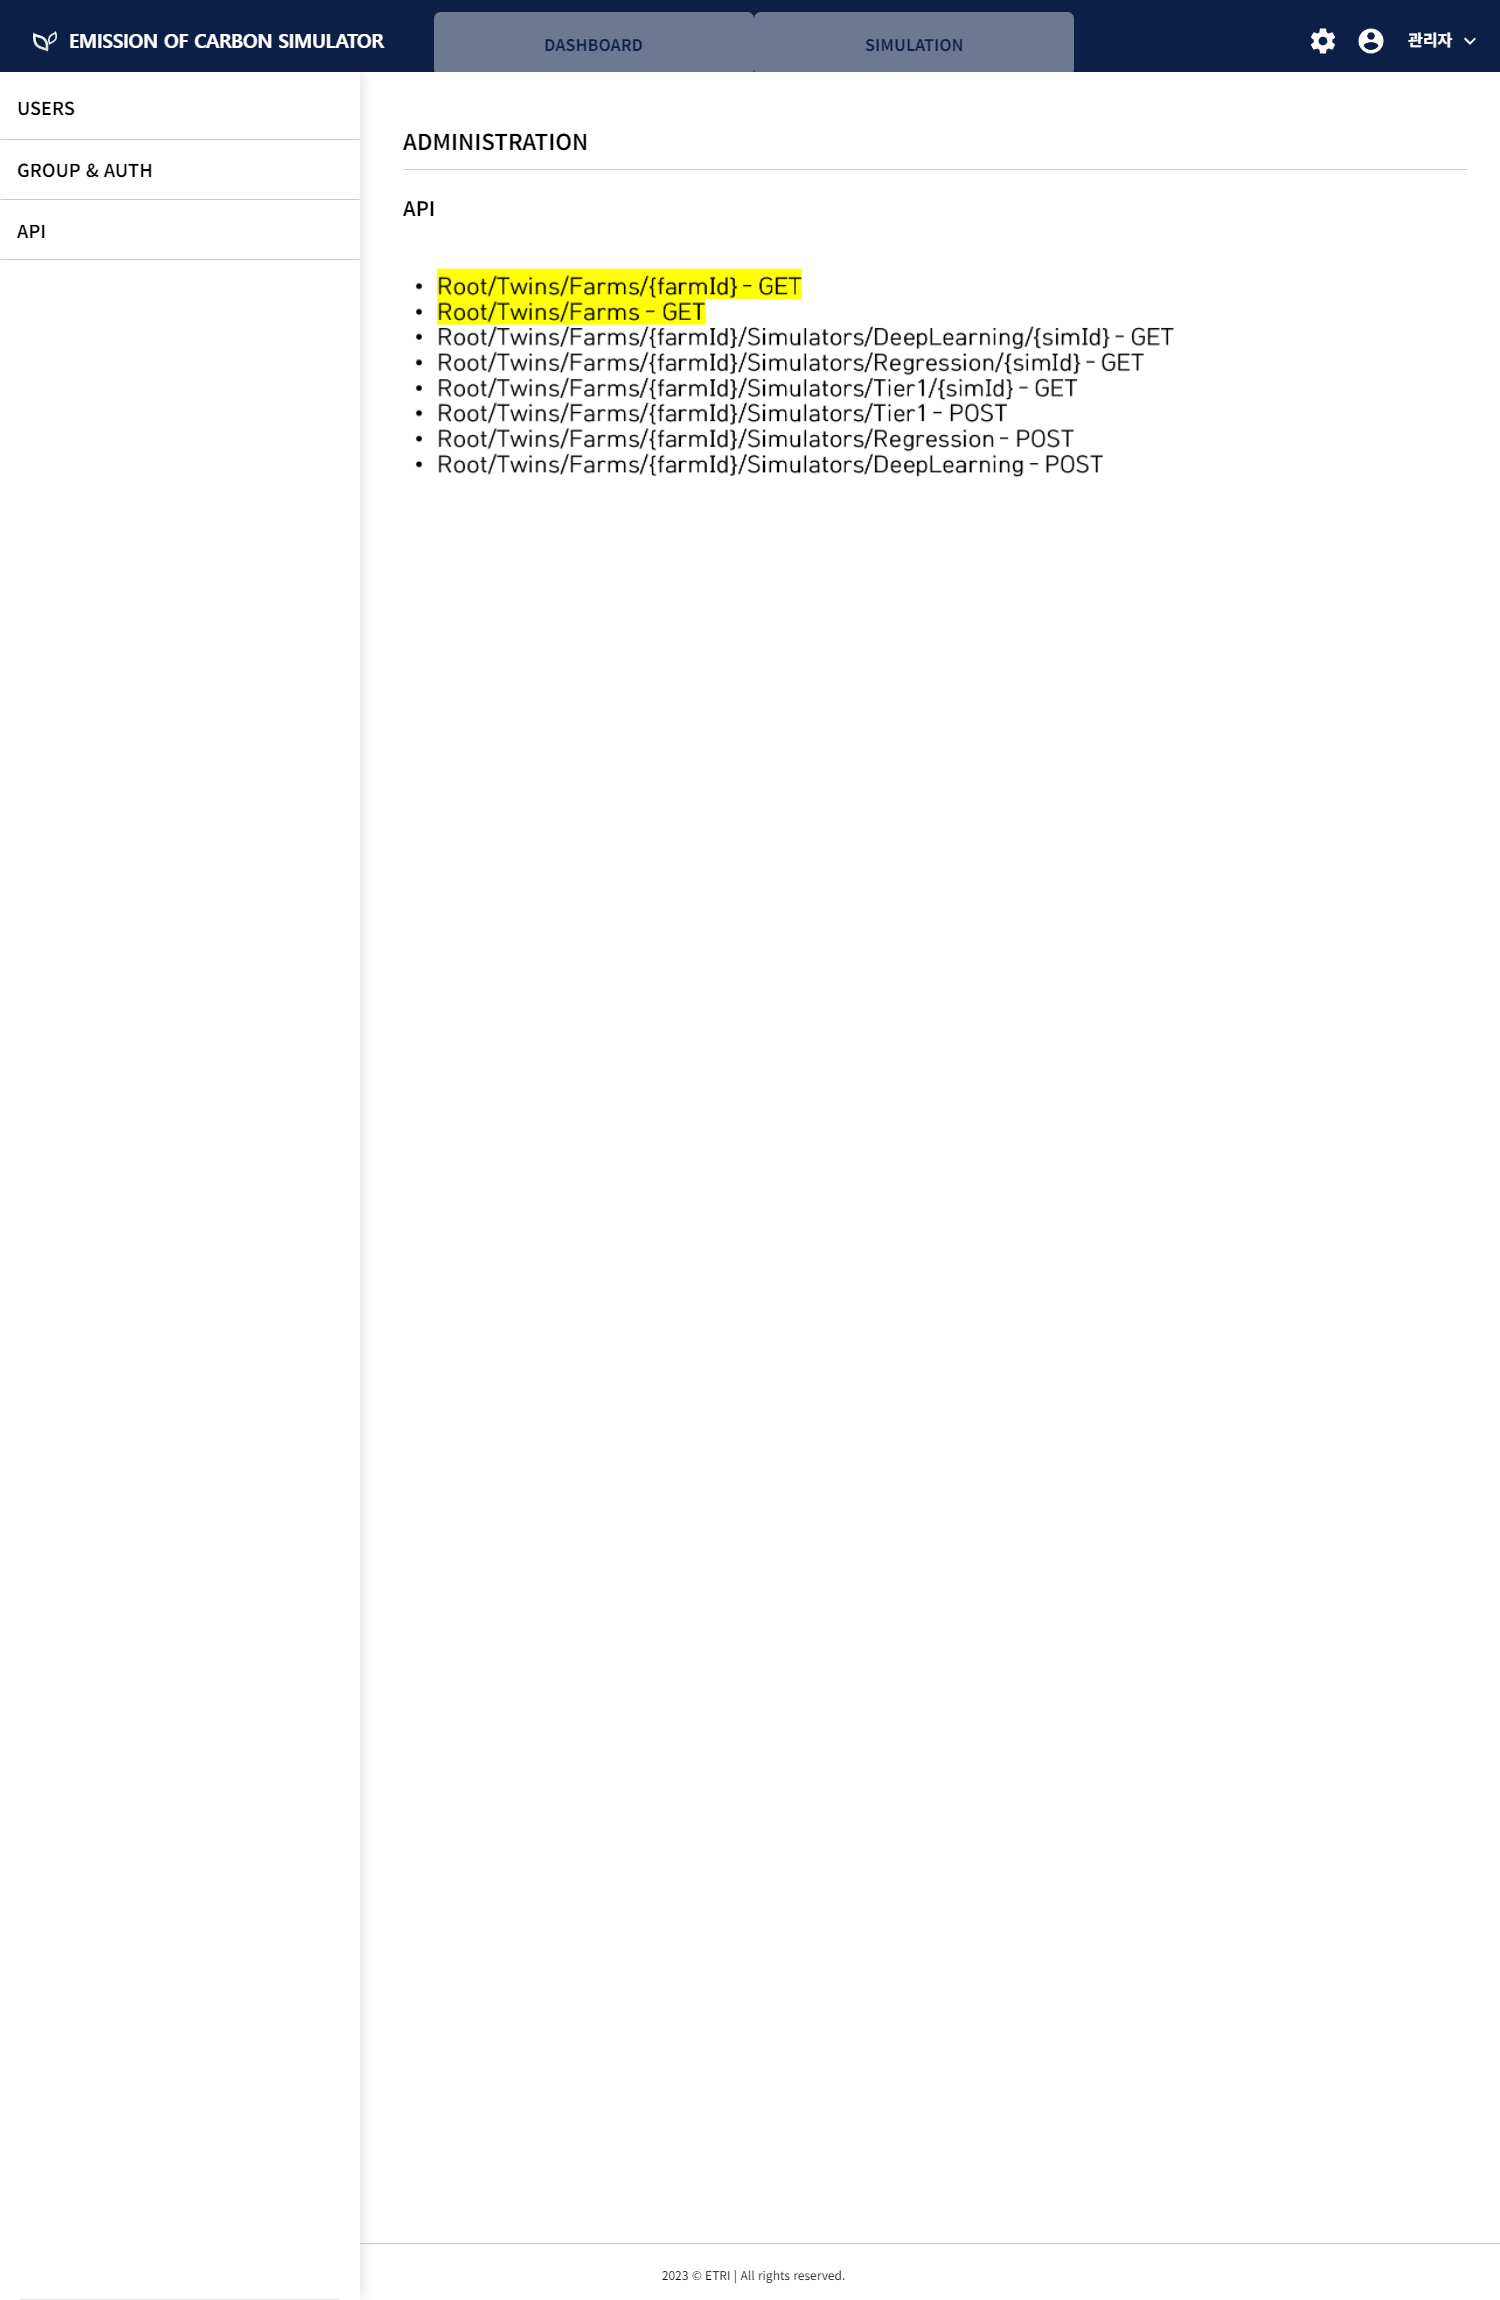 EMISSION OF CARBON SIMULATOR
DASHBOARD
SIMULATION
관리자
USERS
GROUP & AUTH
API
ADMINISTRATION
API
• Root/Twins/Farms/{farmId} - GET
• Root/Twins/Farms - GET
• Root/Twins/Farms/{farmId}/Simulators/DeepLearning/{simId} - GET
• Root/Twins/Farms/{farmId}/Simulators/Regression/{simId} - GET
• Root/Twins/Farms/{farmId}/Simulators/Tier1/{simId} - GET
• Root/Twins/Farms/{farmId}/Simulators/Tier1 - POST
• Root/Twins/Farms/{farmId}/Simulators/Regression - POST
• Root/Twins/Farms/{farmId}/Simulators/DeepLearning - POST
2023 © ETRI | All rights reserved.